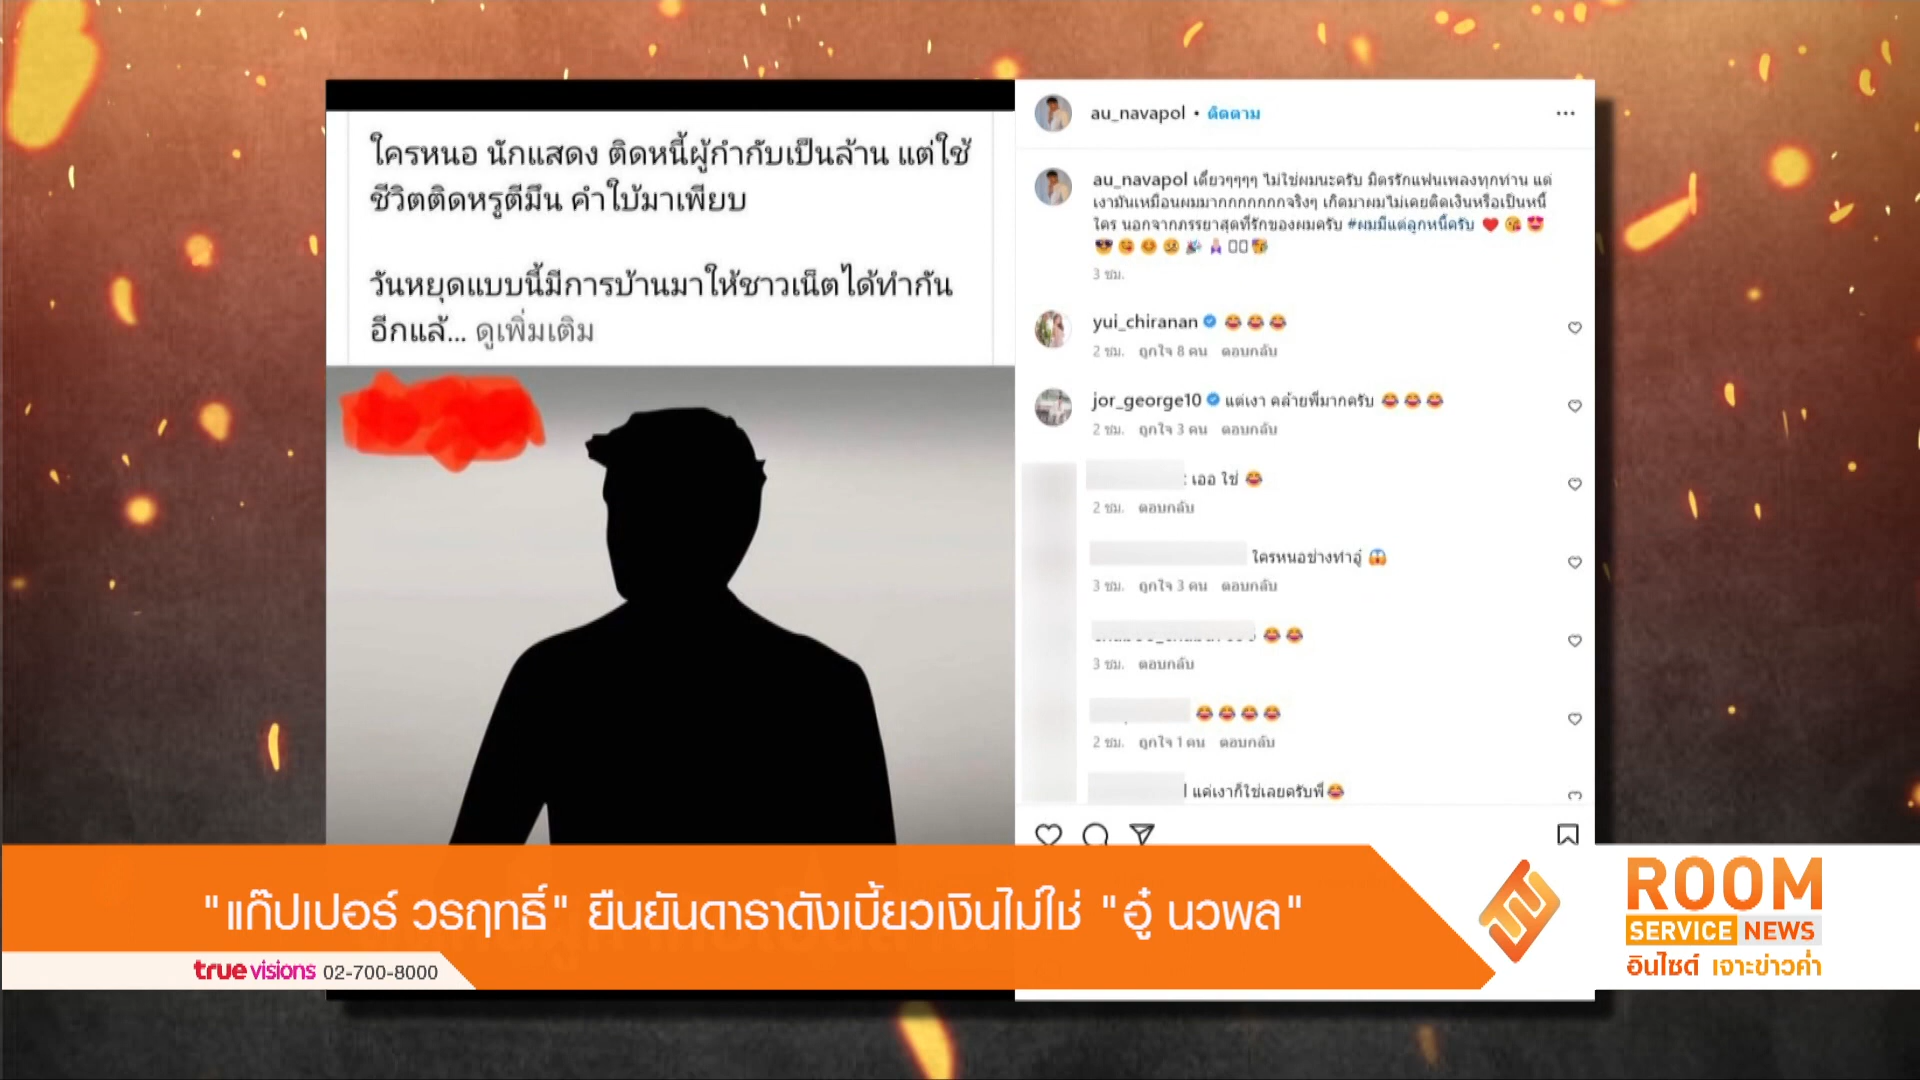 ใครหนอ นักแสดง ติดหนี้ผู้กำกับเป็นล้าน แต่ใช้
ชีวิตติดหรูตีมึน คำใบ้มาเพียบ
วันหยุดแบบนี้มีการบ้านมาให้ชาวเน็ตได้ทำกัน
อีกแล้... ดูเพิ่มเติม
au_navapol • ติดตาม
au_navapol เดี๋ยวๆๆๆๆ ไม่ใช่ผมนะครับ มิตรรักแฟนเพลงทุกท่าน แต่
เงามันเหมือนผมมากกกกกกกจริงๆ เกิดมาผมไม่เคยติดเงินหรือเป็นหนี้
ใคร นอกจากภรรยาสุดที่รักของผมครับ #ผมมีแต่ลูกหนี้ครับ ❤️ 😘 😍
😎 😋 😊 🥴 🎉
3 ชม.
yui_chiranan 😂 😂 😂
2 ชม. ถูกใจ 8 คน ตอบกลับ
jor_george10 แต่เงา คล้ายพี่มากครับ 😂 😂 😂
2 ชม. ถูกใจ 3 คน ตอบกลับ
: เออ ใช่ 😂
2 ชม. ตอบกลับ
ใครหนอช่างทำอู๋ 😱
3 ชม. ถูกใจ 3 คน ตอบกลับ
😂 😂
3 ชม. ตอบกลับ
😂 😂 😂 😂
2 ชม. ถูกใจ 1 คน ตอบกลับ
แค่เงาก็ใช่เลยครับพี่ 😂
"แก๊ปเปอร์ วรฤทธิ์" ยืนยันดาราดังเบี้ยวเงินไม่ใช่ "อู๋ นวพล"
truevisions 02-700-8000
ROOM
SERVICE NEWS
อินไซด์ เจาะข่าวค่ำ